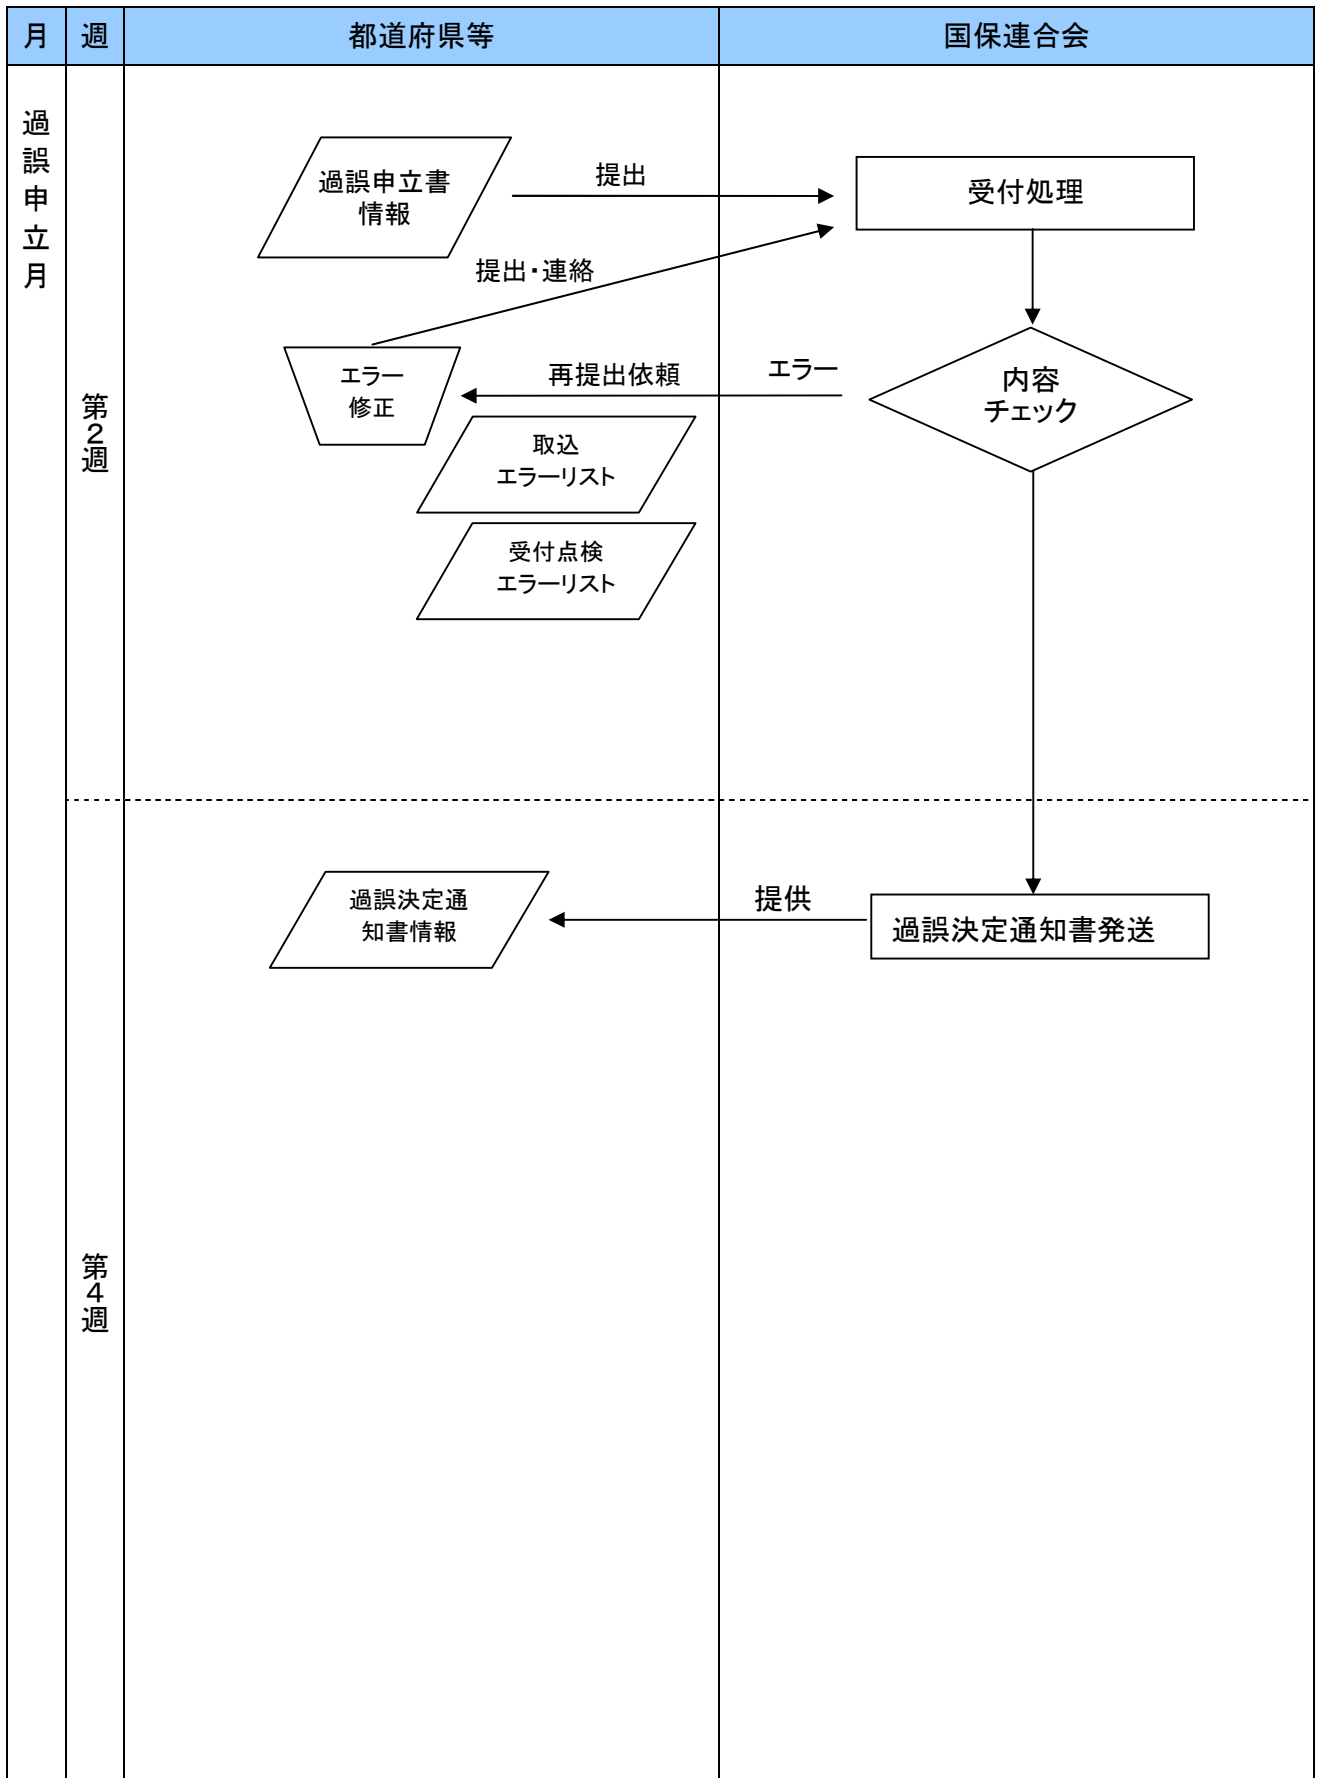 月 週 都道府県等 国保連合会
過誤申立月
第２週
過誤申立書
情報
提出
受付処理
提出・連絡
エラー
修正
再提出依頼
エラー
内容
チェック
取込
エラーリスト
受付点検
エラーリスト
第４週
過誤決定通
知書情報
提供
過誤決定通知書発送